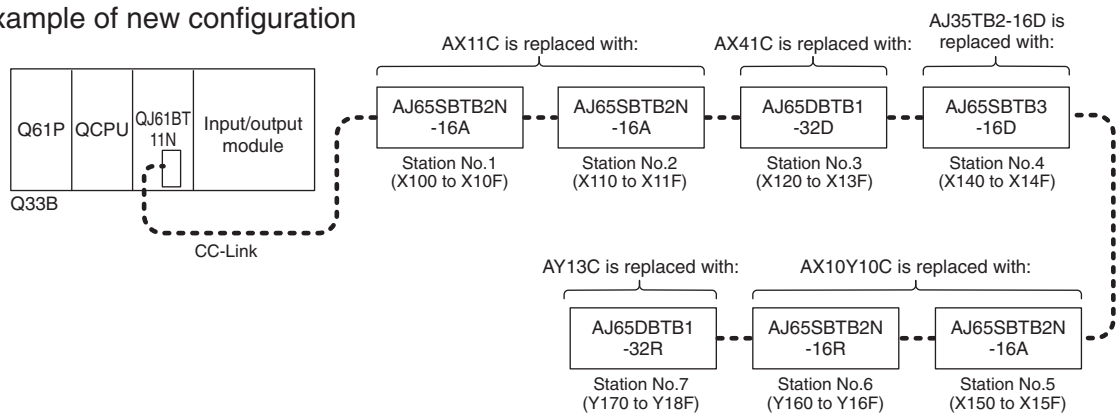 xample of new configuration
AX11C is replaced with:
AX41C is replaced with:
AJ35TB2-16D is
replaced with:
Q61P
QCPU
QJ61BT
11N
Input/output
module
Q33B
CC-Link
AJ65SBTB2N
-16A
Station No.1
(X100 to X10F)
AJ65SBTB2N
-16A
Station No.2
(X110 to X11F)
AJ65DBTB1
-32D
Station No.3
(X120 to X13F)
AJ65SBTB3
-16D
Station No.4
(X140 to X14F)
AY13C is replaced with:
AX10Y10C is replaced with:
AJ65DBTB1
-32R
Station No.7
(Y170 to Y18F)
AJ65SBTB2N
-16R
Station No.6
(Y160 to Y16F)
AJ65SBTB2N
-16A
Station No.5
(X150 to X15F)